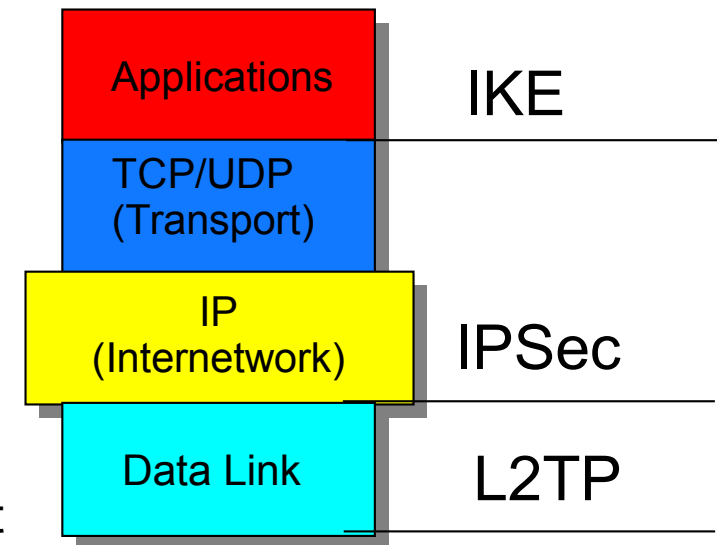 Applications
IKE
TCP/UDP
(Transport)
IP
(Internetwork)
IPSec
Data Link
L2TP